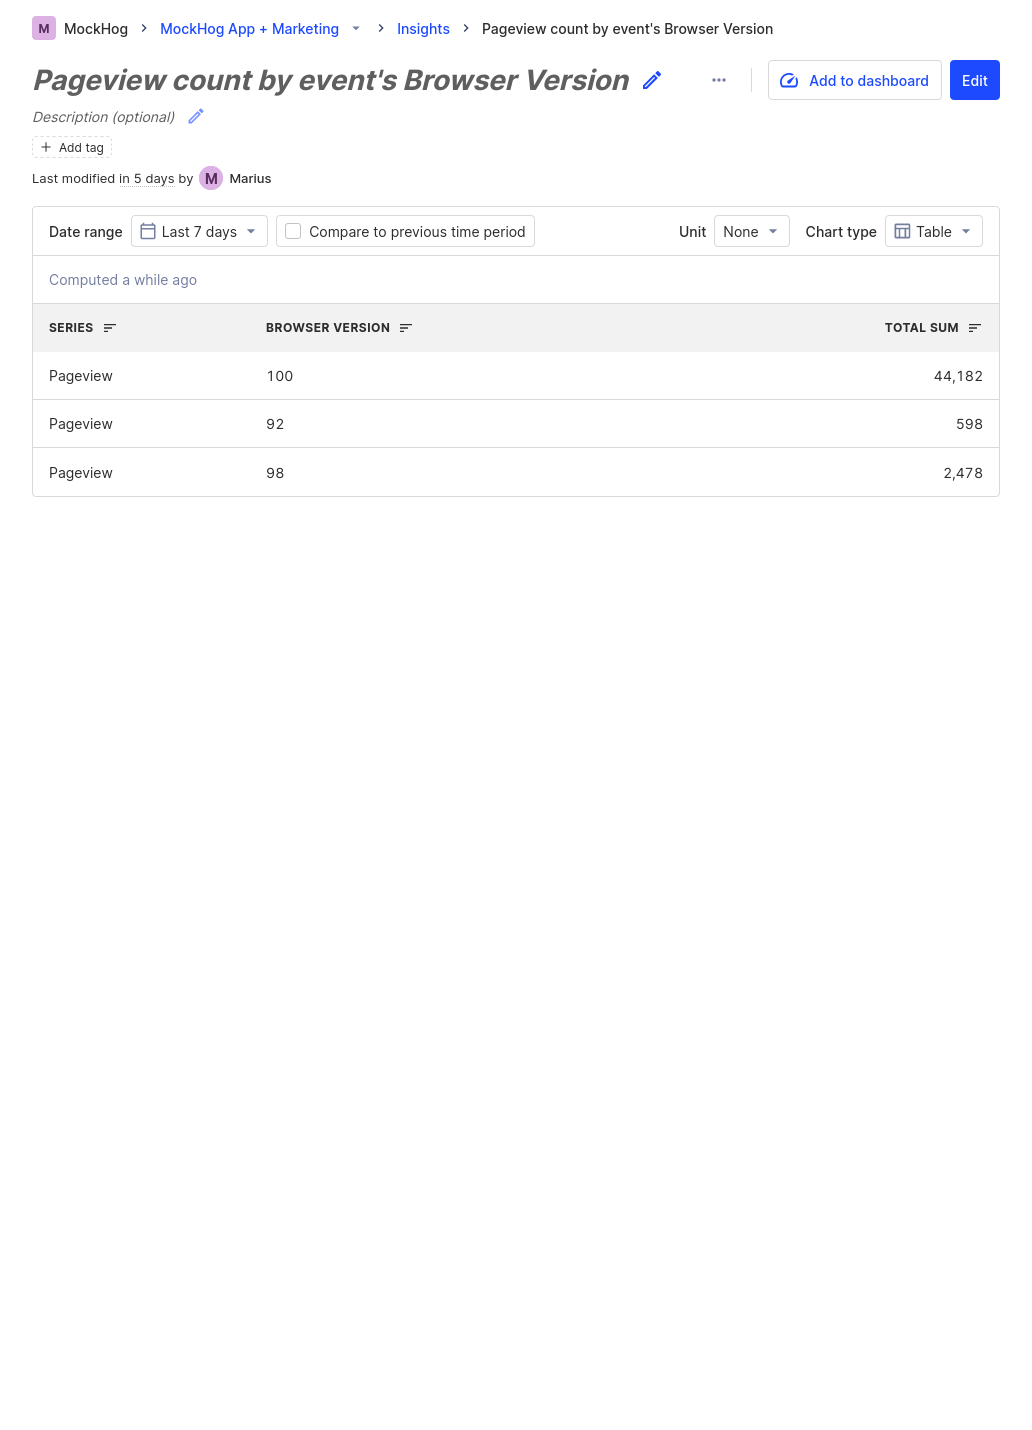 M MockHog MockHog App + Marketing Insights Pageview count by event's Browser Version
Pageview count by event's Browser Version
Add to dashboard Edit
Description (optional)
Add tag
Last modified in 5 days by M Marius
Date range Last 7 days Compare to previous time period Unit None Chart type Table
Computed a while ago
SERIES BROWSER VERSION TOTAL SUM
Pageview 100 44,182
Pageview 92 598
Pageview 98 2,478